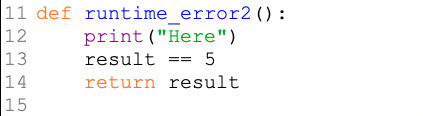 11 def runtime_error2():
12     print("Here")
13     result == 5
14     return result
15